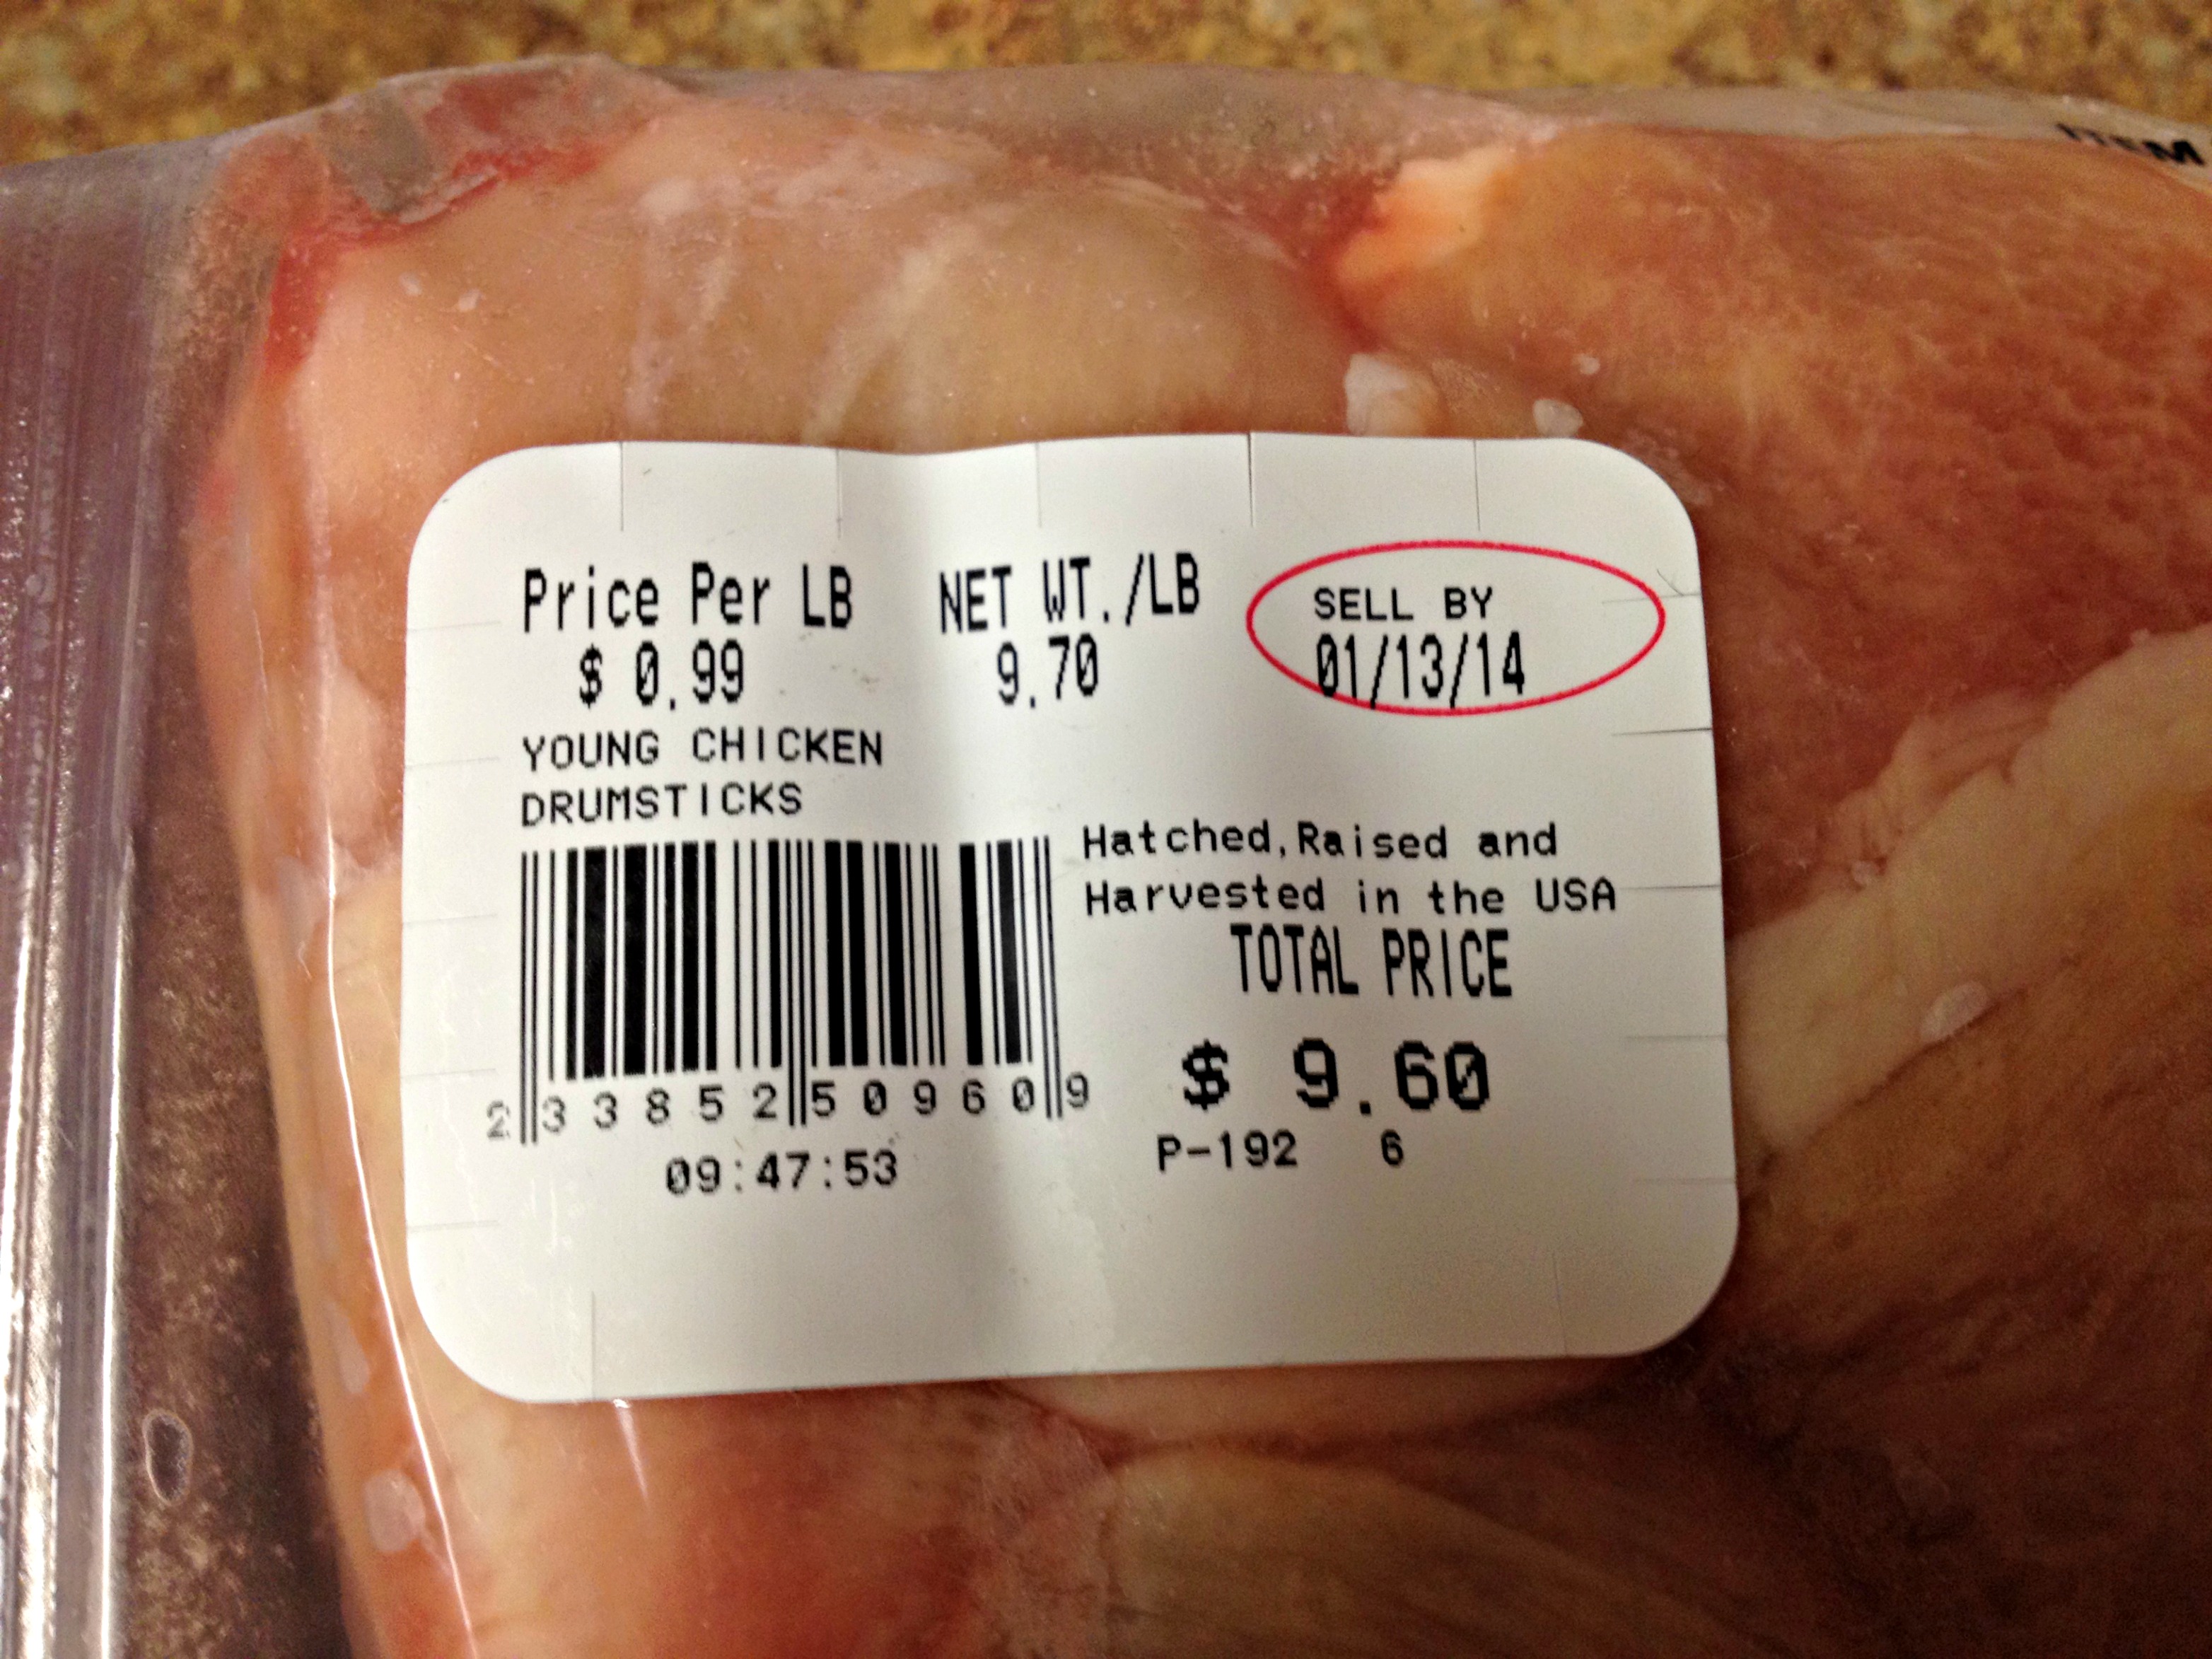 ITEM
Price Per LB NET WT./LB SELL BY
$ 0.99 9.70 01/13/14
YOUNG CHICKEN
DRUMSTICKS
Hatched,Raised and
Harvested in the USA
TOTAL PRICE
$ 9.60
2 33852 50960 9
P-192 6
09:47:53